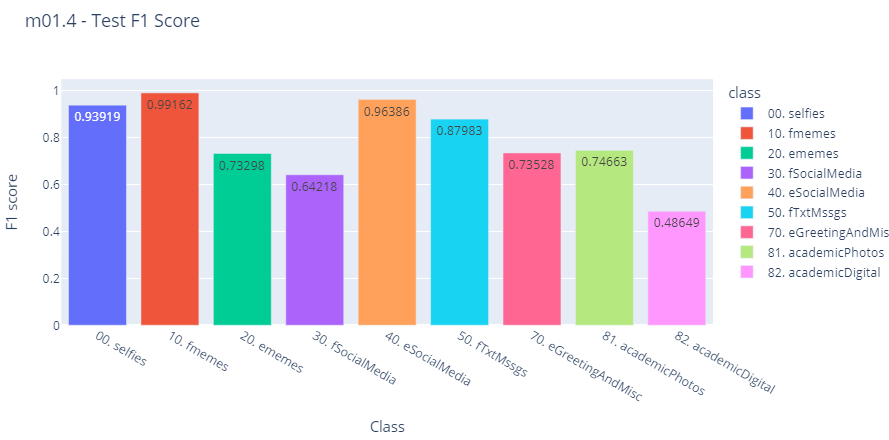 m01.4 - Test F1 Score
class
00. selfies
10. fmemes
20. ememes
30. fSocialMedia
40. eSocialMedia
50. fTxtMssgs
70. eGreetingAndMis
81. academicPhotos
82. academicDigital
F1 score
1
0.8
0.6
0.4
0.2
0
0.93919
0.99162
0.73298
0.64218
0.96386
0.87983
0.73528
0.74663
0.48649
00. selfies
10. fmemes
20. ememes
30. fSocialMedia
40. eSocialMedia
50. fTxtMssgs
70. eGreetingAndMisc
81. academicPhotos
82. academicDigital
Class